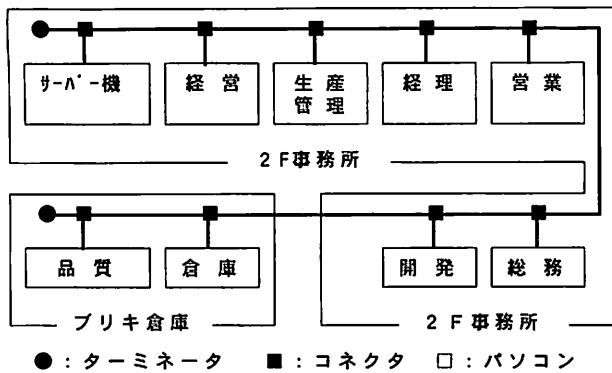 サーバー機 経営 生産管理 経理 営業
2F事務所
品質 倉庫 開発 総務
ブリキ倉庫 2F事務所
●：ターミネータ ■：コネクタ □：パソコン